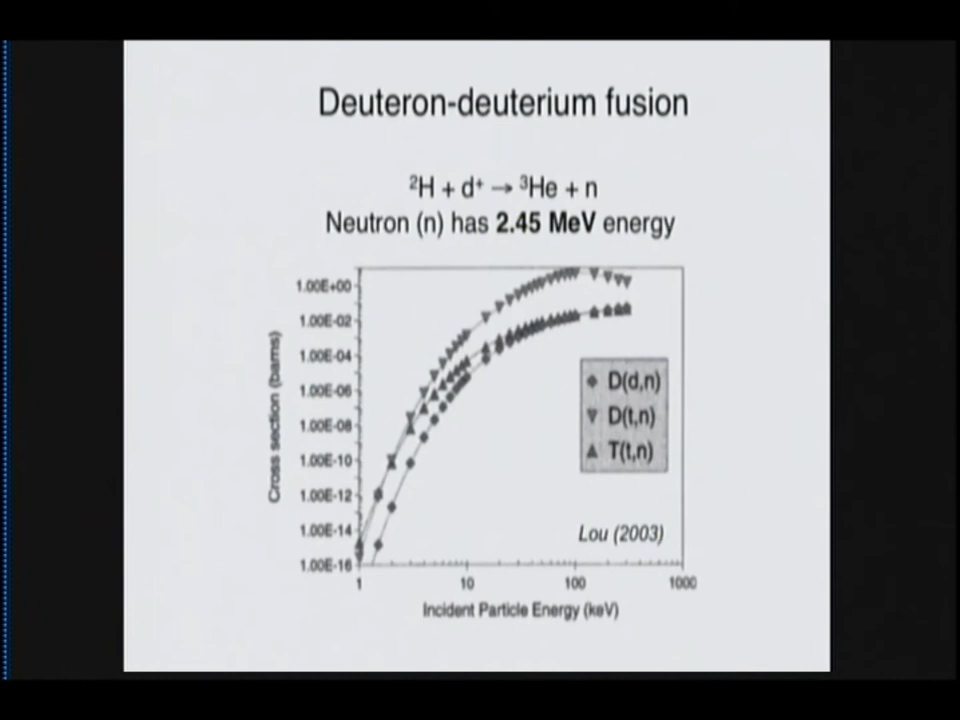 Deuteron-deuterium fusion
²H + d⁺ → ³He + n
Neutron (n) has 2.45 MeV energy
1.00E+00
1.00E-02
1.00E-04
1.00E-06
1.00E-08
1.00E-10
1.00E-12
1.00E-14
1.00E-16
Cross section (barns)
D(d,n)
D(t,n)
T(t,n)
Lou (2003)
1 10 100 1000
Incident Particle Energy (keV)